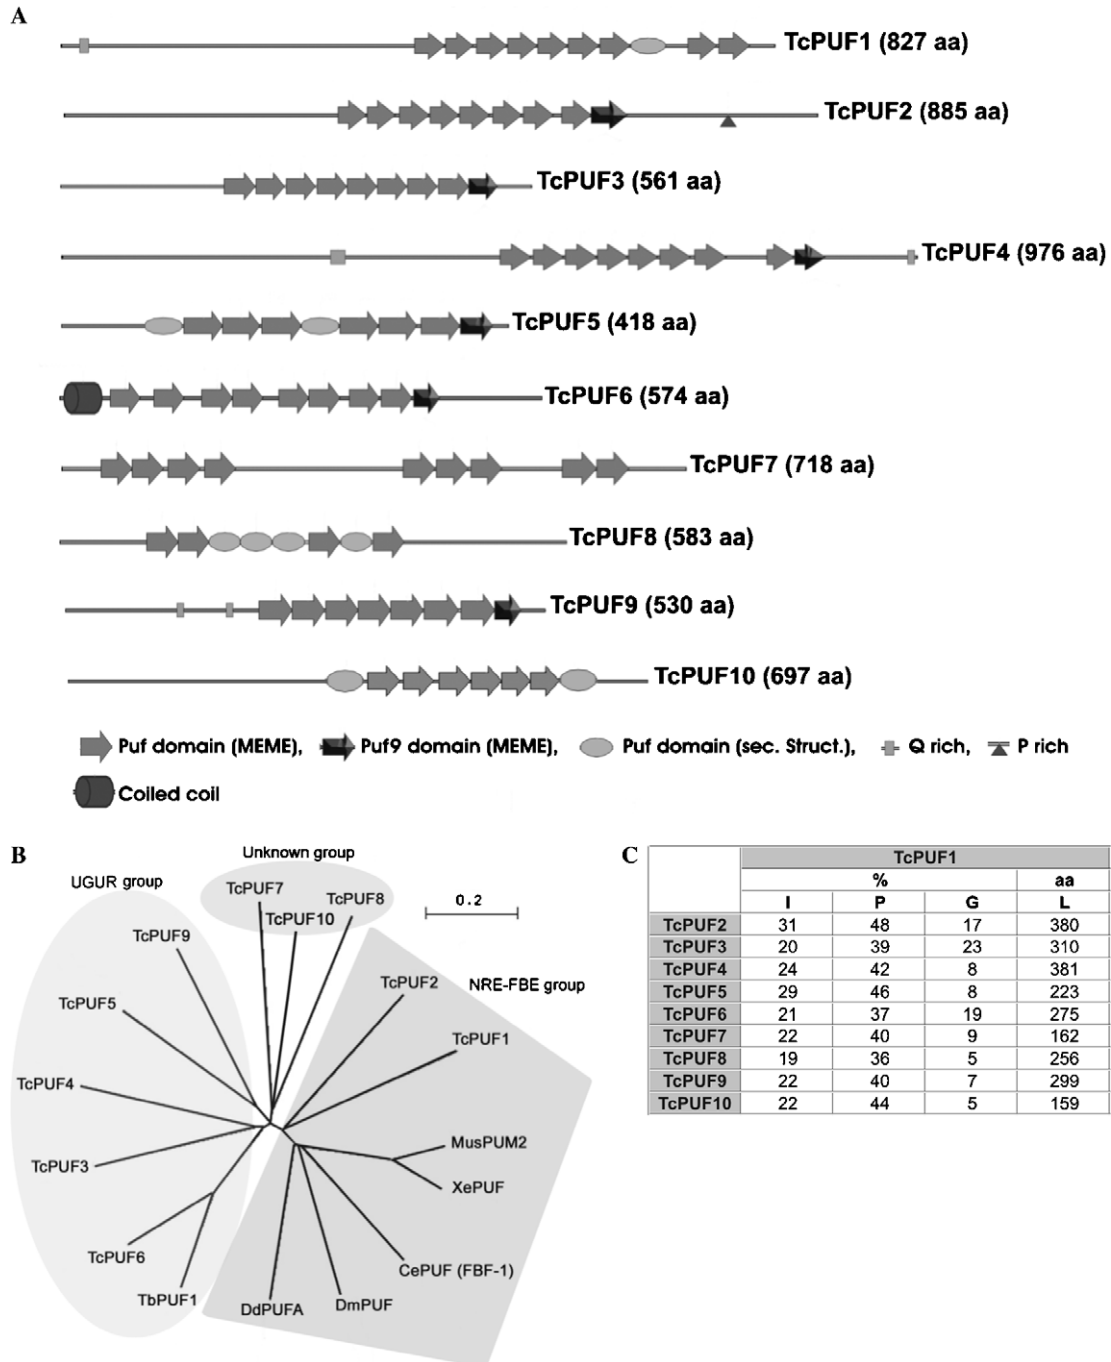 A
TcPUF1 (827 aa)
TcPUF2 (885 aa)
TcPUF3 (561 aa)
TcPUF4 (976 aa)
TcPUF5 (418 aa)
TcPUF6 (574 aa)
TcPUF7 (718 aa)
TcPUF8 (583 aa)
TcPUF9 (530 aa)
TcPUF10 (697 aa)
Puf domain (MEME), Puf9 domain (MEME), Puf domain (sec. Struct.), Q rich, P rich
Coiled coil
B
Unknown group
UGUR group
TcPUF7
TcPUF8
TcPUF10
0.2
TcPUF9
TcPUF2
NRE-FBE group
TcPUF5
TcPUF1
TcPUF4
MusPUM2
TcPUF3
XePUF
TcPUF6
CePUF (FBF-1)
TbPUF1
DdPUFA
DmPUF
C
TcPUF1
% aa
I P G L
TcPUF2 31 48 17 380
TcPUF3 20 39 23 310
TcPUF4 24 42 8 381
TcPUF5 29 46 8 223
TcPUF6 21 37 19 275
TcPUF7 22 40 9 162
TcPUF8 19 36 5 256
TcPUF9 22 40 7 299
TcPUF10 22 44 5 159